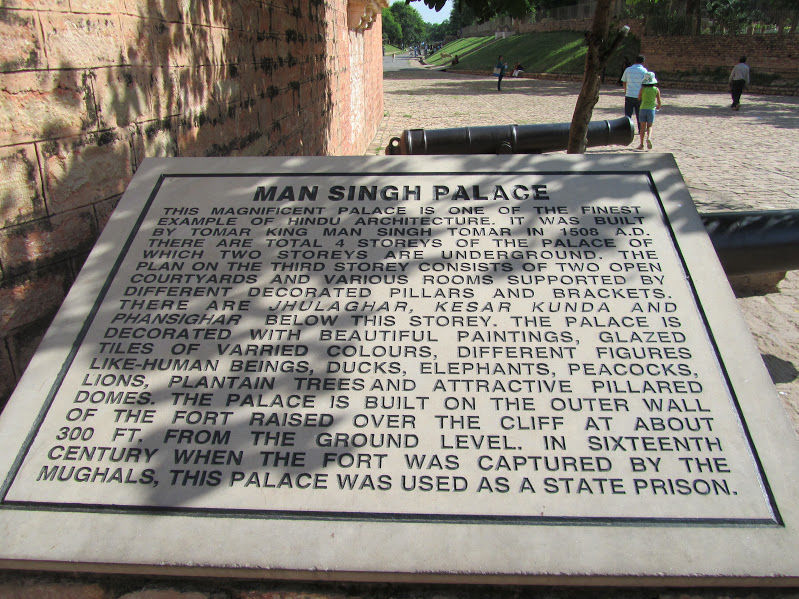 MAN SINGH PALACE
THIS MAGNIFICENT PALACE IS ONE OF THE FINEST
EXAMPLE OF HINDU ARCHITECTURE. IT WAS BUILT
BY TOMAR KING MAN SINGH TOMAR IN 1508 A.D.
THERE ARE TOTAL 4 STOREYS OF THE PALACE OF
WHICH TWO STOREYS ARE UNDERGROUND. THE
PLAN ON THE THIRD STOREY CONSISTS OF TWO OPEN
COURTYARDS AND VARIOUS ROOMS SUPPORTED BY
DIFFERENT DECORATED PILLARS AND BRACKETS.
THERE ARE JHULAGHAR, KESAR KUNDA AND
PHANSIGHAR BELOW THIS STOREY. THE PALACE IS
DECORATED WITH BEAUTIFUL PAINTINGS, GLAZED
TILES OF VARRIED COLOURS, DIFFERENT FIGURES
LIKE-HUMAN BEINGS, DUCKS, ELEPHANTS, PEACOCKS,
LIONS, PLANTAIN TREES AND ATTRACTIVE PILLARED
DOMES. THE PALACE IS BUILT ON THE OUTER WALL
OF THE FORT RAISED OVER THE CLIFF AT ABOUT
300 FT. FROM THE GROUND LEVEL. IN SIXTEENTH
CENTURY WHEN THE FORT WAS CAPTURED BY THE
MUGHALS, THIS PALACE WAS USED AS A STATE PRISON.